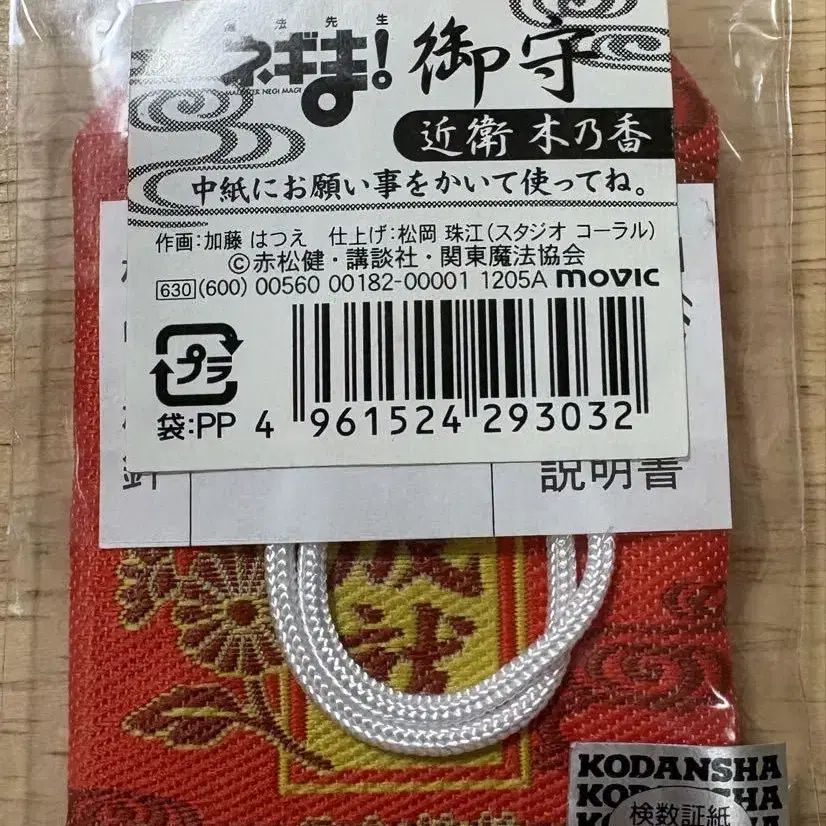 魔法先生
ネギま!
MAGISTER NEGI MAGI
御守
近衛 木乃香
中紙にお願い事をかいて使ってね。
作画:加藤 はつえ 仕上げ:松岡 珠江(スタジオ コーラル)
©赤松健・講談社・関東魔法協会
630 (600) 00560 00182-00001 1205A movic
プラ
袋:PP
4 961524 293032
説明書
KODANSHA
検数証紙